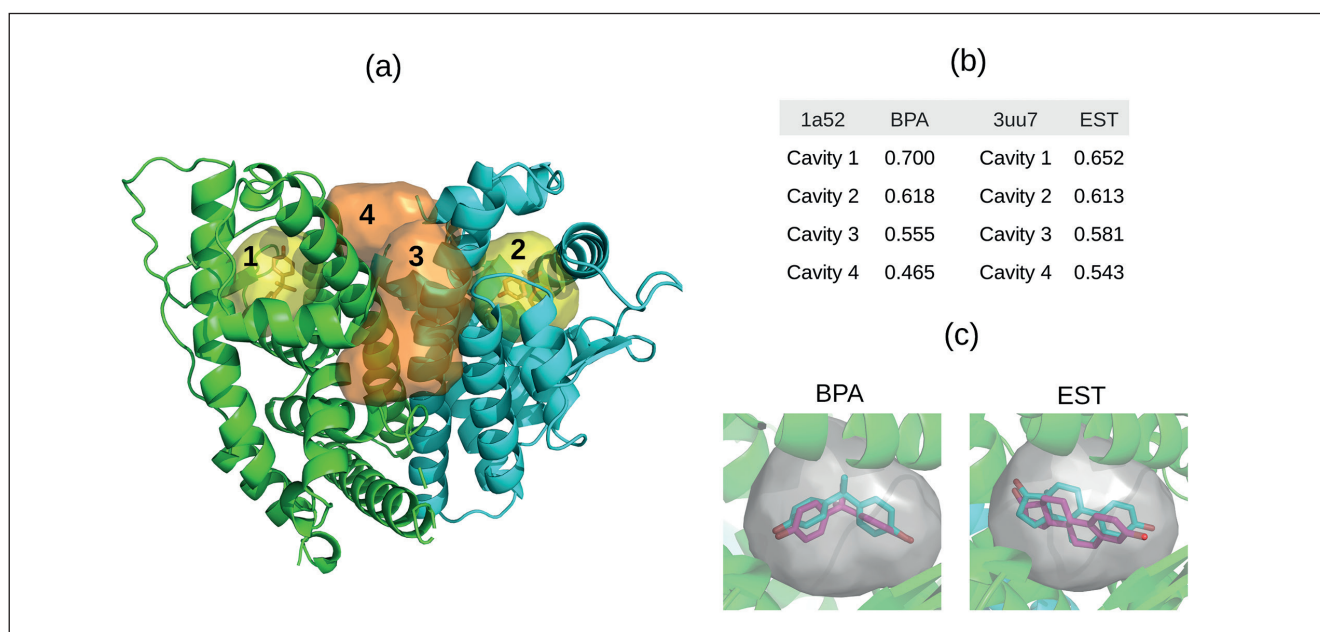 (a)
4
1
3
2
(b)
1a52 BPA 3uu7 EST
Cavity 1 0.700 Cavity 1 0.652
Cavity 2 0.618 Cavity 2 0.613
Cavity 3 0.555 Cavity 3 0.581
Cavity 4 0.465 Cavity 4 0.543
(c)
BPA EST